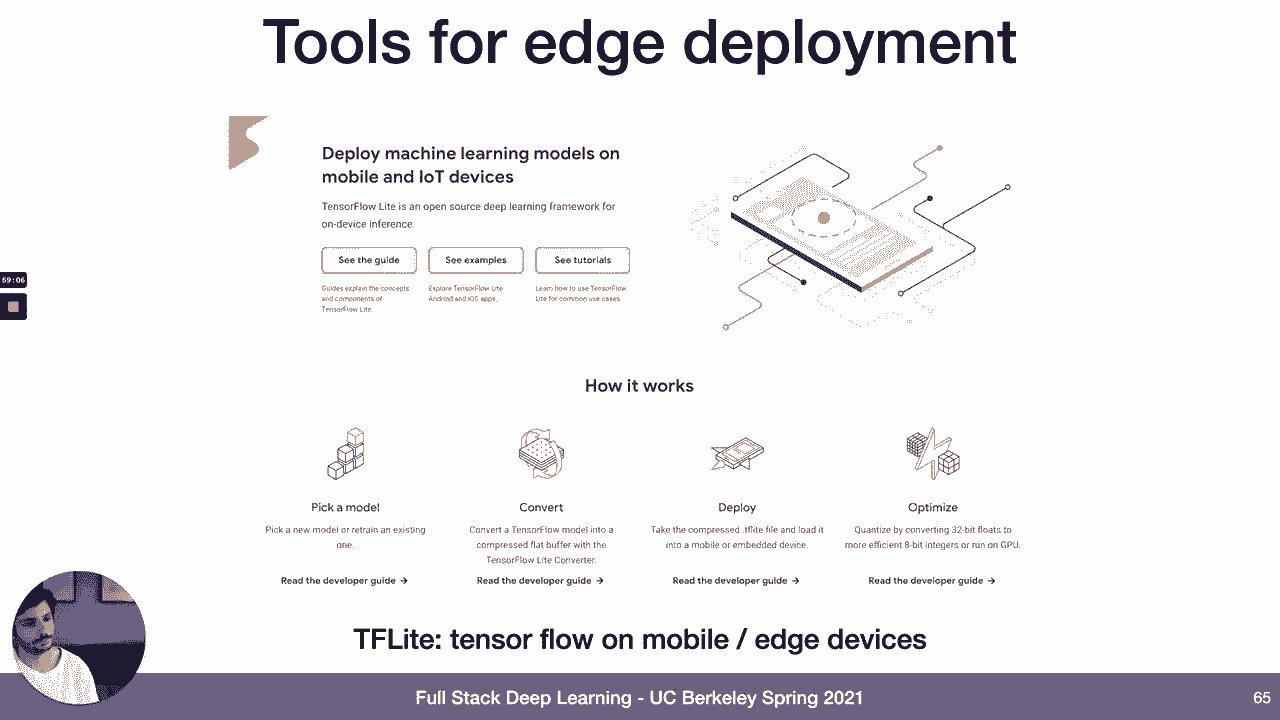 Tools for edge deployment
Deploy machine learning models on
mobile and IoT devices
TensorFlow Lite is an open source deep learning framework for
on-device inference.
See the guide
See examples
See tutorials
Guides explain the concepts
and components of
TensorFlow Lite.
Explore TensorFlow Lite
Android and iOS apps.
Learn how to use TensorFlow
Lite for common use cases
59:06
How it works
Pick a model
Pick a new model or retrain an existing
one.
Read the developer guide →
Convert
Convert a TensorFlow model into a
compressed flat buffer with the
TensorFlow Lite Converter.
Read the developer guide →
Deploy
Take the compressed .tflite file and load it
into a mobile or embedded device.
Read the developer guide →
Optimize
Quantize by converting 32-bit floats to
more efficient 8-bit integers or run on GPU.
Read the developer guide →
TFLite: tensor flow on mobile / edge devices
Full Stack Deep Learning - UC Berkeley Spring 2021
65